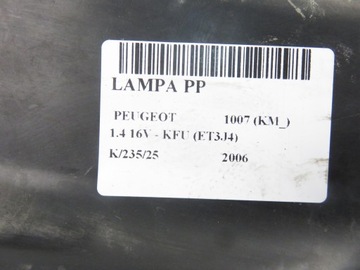 LAMPA PP
PEUGEOT 1007 (KM_)
1.4 16V - KFU (ET3J4)
K/235/25 2006